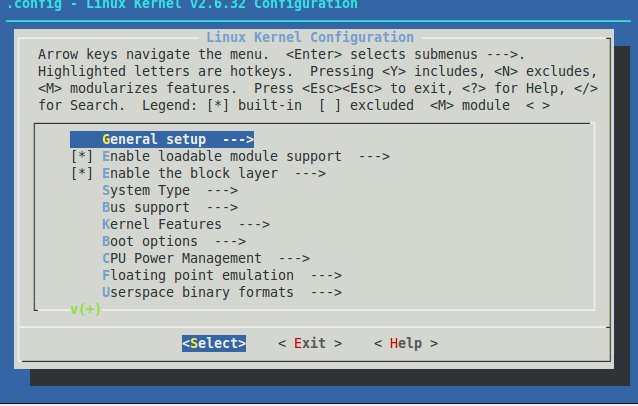 .config - Linux Kernel v2.6.32 Configuration
Linux Kernel Configuration
Arrow keys navigate the menu.  <Enter> selects submenus --->.
Highlighted letters are hotkeys.  Pressing <Y> includes, <N> excludes,
<M> modularizes features.  Press <Esc><Esc> to exit, <?> for Help, </>
for Search.  Legend: [*] built-in  [ ] excluded  <M> module  < >
General setup  --->
[*] Enable loadable module support  --->
[*] Enable the block layer  --->
System Type  --->
Bus support  --->
Kernel Features  --->
Boot options  --->
CPU Power Management  --->
Floating point emulation  --->
Userspace binary formats  --->
v(+)
<Select>    < Exit >    < Help >